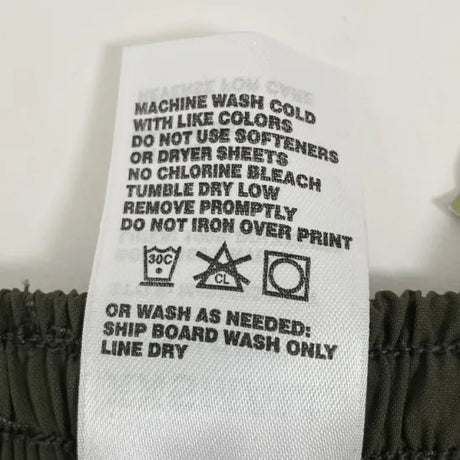 MACHINE WASH COLD
WITH LIKE COLORS
DO NOT USE SOFTENERS
OR DRYER SHEETS
NO CHLORINE BLEACH
TUMBLE DRY LOW
REMOVE PROMPTLY
DO NOT IRON OVER PRINT
30C CL
OR WASH AS NEEDED:
SHIP BOARD WASH ONLY
LINE DRY